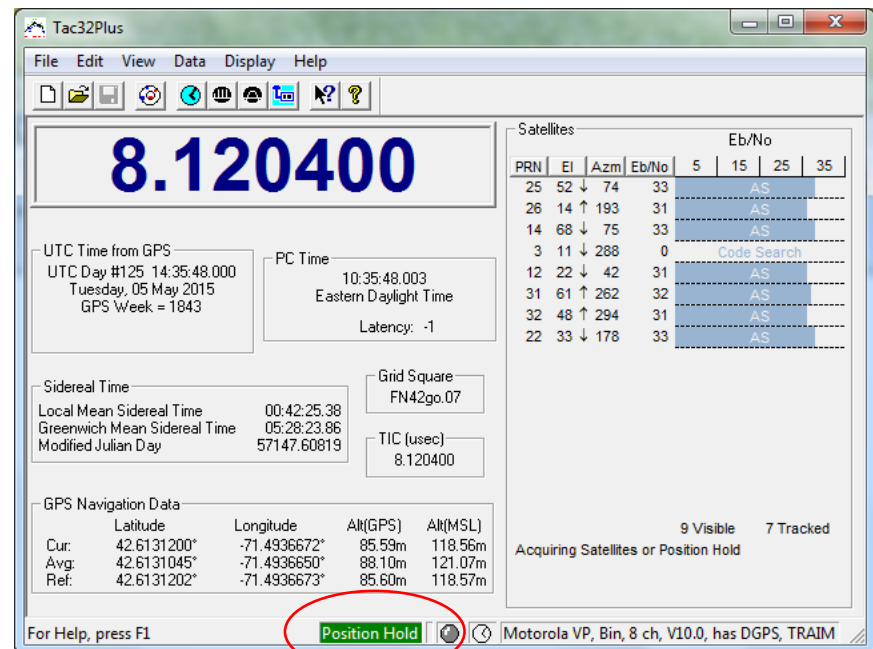 Tac32Plus
File Edit View Data Display Help
8.120400
UTC Time from GPS
UTC Day #125 14:35:48.000
Tuesday, 05 May 2015
GPS Week = 1843
PC Time
10:35:48.003
Eastern Daylight Time
Latency: -1
Sidereal Time
Local Mean Sidereal Time 00:42:25.38
Greenwich Mean Sidereal Time 05:28:23.86
Modified Julian Day 57147.60819
Grid Square
FN42go.07
TIC (usec)
8.120400
GPS Navigation Data
Latitude Longitude Alt(GPS) Alt(MSL)
Cur: 42.6131200° -71.4936672° 85.59m 118.56m
Avg: 42.6131045° -71.4936650° 88.10m 121.07m
Ref: 42.6131202° -71.4936673° 85.60m 118.57m
Satellites
Eb/No
PRN El Azm Eb/No 5 15 25 35
25 52 ↓ 74 33 AS
26 14 ↑ 193 31 AS
14 68 ↓ 75 33 AS
3 11 ↓ 288 0 Code Search
12 22 ↓ 42 31 AS
31 61 ↑ 262 32 AS
32 48 ↑ 294 31 AS
22 33 ↓ 178 33 AS
9 Visible 7 Tracked
Acquiring Satellites or Position Hold
For Help, press F1 Position Hold Motorola VP, Bin, 8 ch, V10.0, has DGPS, TRAIM